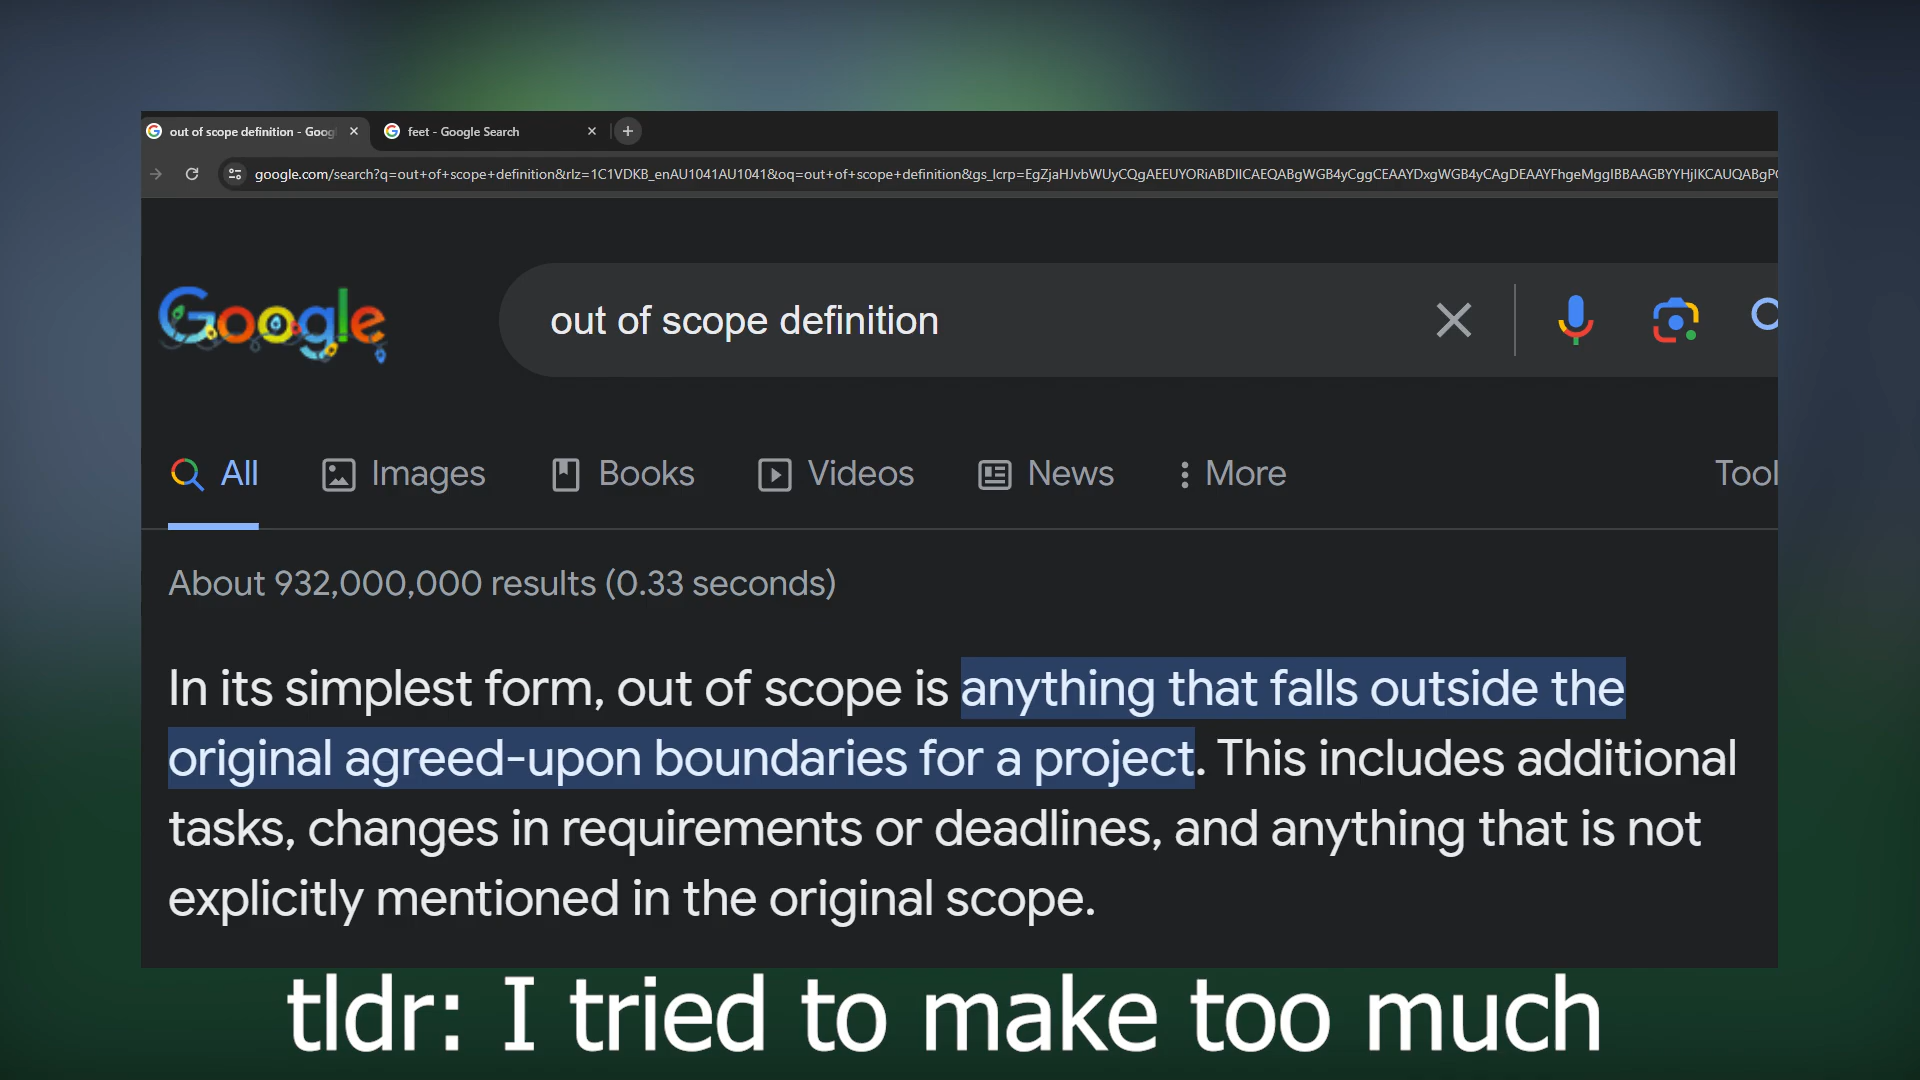 out of scope definition - Goog
feet - Google Search
google.com/search?q=out+of+scope+definition&rlz=1C1VDKB_enAU1041AU1041&oq=out+of+scope+definition&gs_lcrp=
Google
out of scope definition
All
Images
Books
Videos
News
More
Tool
About 932,000,000 results (0.33 seconds)
In its simplest form, out of scope is anything that falls outside the
original agreed-upon boundaries for a project. This includes additional
tasks, changes in requirements or deadlines, and anything that is not
explicitly mentioned in the original scope.
tldr: I tried to make too much